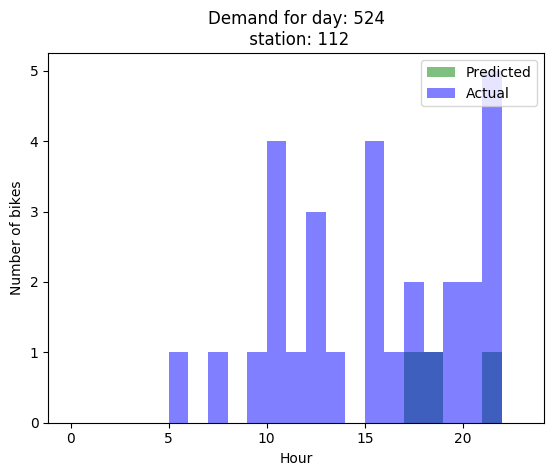 Demand for day: 524
station: 112
Predicted
Actual
Number of bikes
5
4
3
2
1
0
0 5 10 15 20
Hour